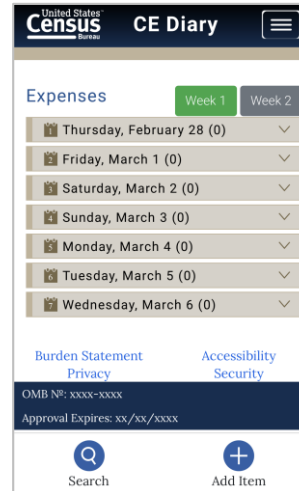 United States™
Census
Bureau
CE Diary
Expenses
Week 1
Week 2
1 Thursday, February 28 (0)
2 Friday, March 1 (0)
3 Saturday, March 2 (0)
4 Sunday, March 3 (0)
5 Monday, March 4 (0)
6 Tuesday, March 5 (0)
7 Wednesday, March 6 (0)
Burden Statement
Accessibility
Privacy
Security
OMB Nº: xxxx-xxxx
Approval Expires: xx/xx/xxxx
Search
Add Item